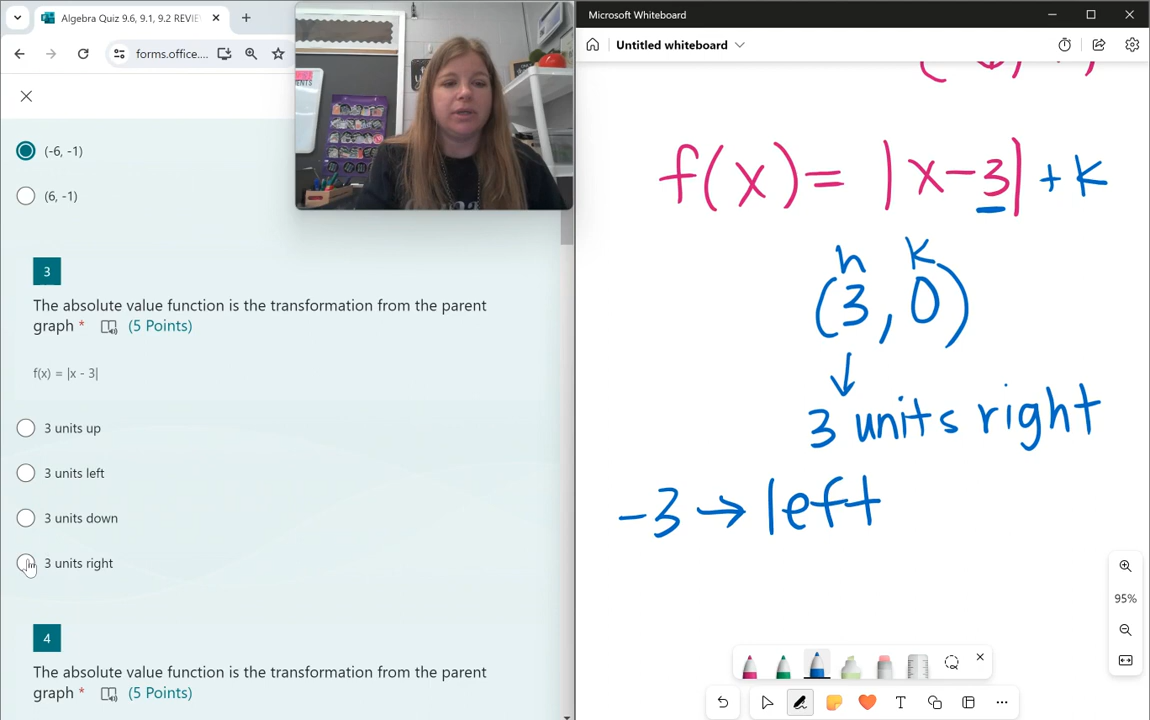 Algebra Quiz 9.6, 9.1, 9.2 REVIE
forms.office....
(-6, -1)
(6, -1)
3
The absolute value function is the transformation from the parent
graph * (5 Points)
f(x) = |x - 3|
3 units up
3 units left
3 units down
3 units right
4
The absolute value function is the transformation from the parent
graph * (5 Points)
Microsoft Whiteboard
Untitled whiteboard
f(x) = |x-3| + k
h k
(3, 0)
3 units right
-3 → left
95%